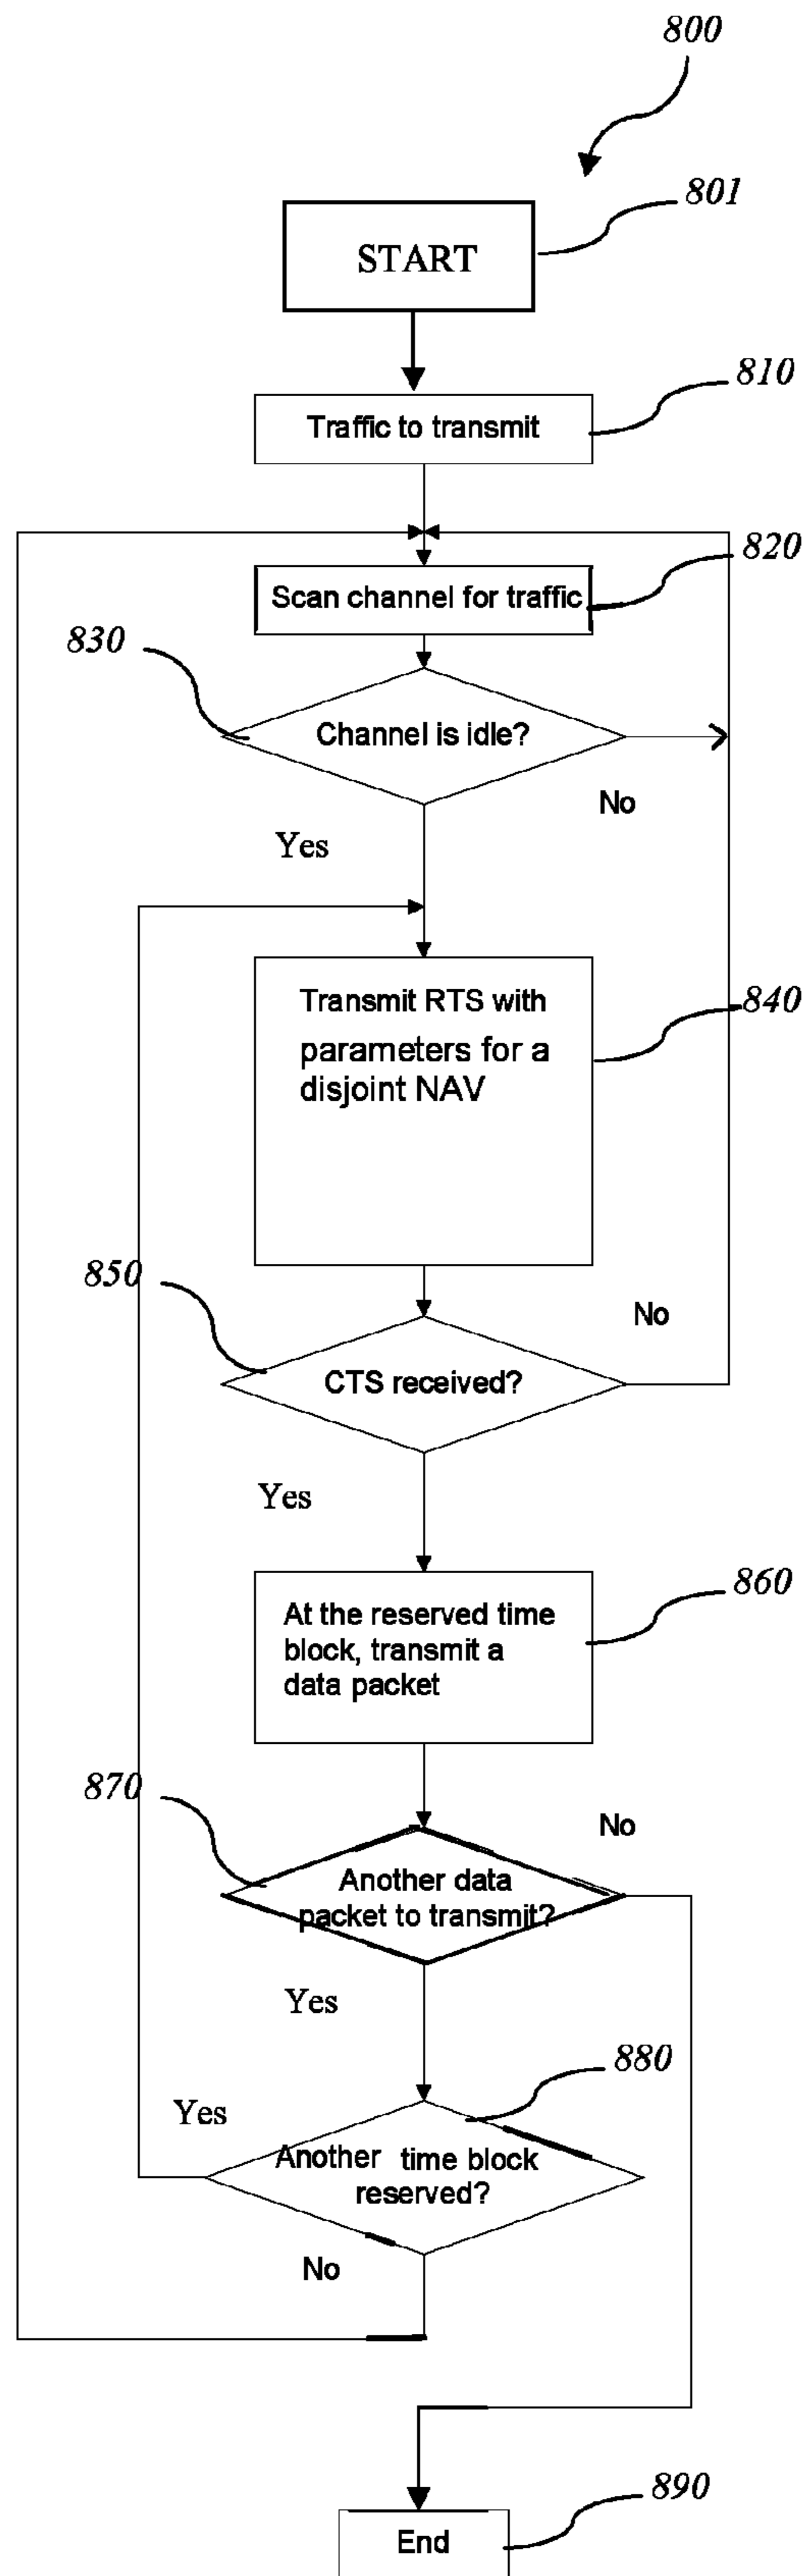 800
801
START
810
Traffic to transmit
820
Scan channel for traffic
830
Channel is idle?
No
Yes
Transmit RTS with
parameters for a
disjoint NAV
840
850
No
CTS received?
Yes
860
At the reserved time
block, transmit a
data packet
870
No
Another data
packet to transmit?
Yes
880
Yes
Another time block
reserved?
No
890
End